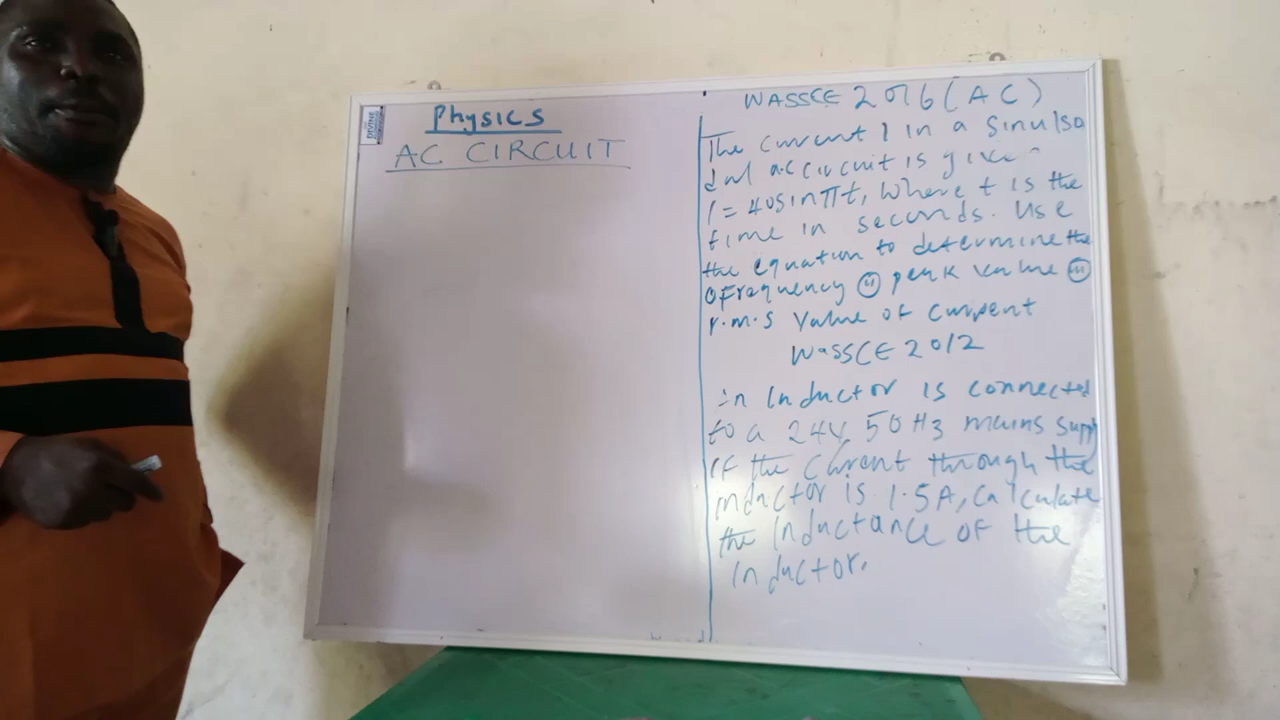 DIVINE
Physics
AC CIRCUIT
WASSCE 2016 (AC)
The current I in a sinuiso
dal ac circuit is given
I = 40sinπt, where t is the
time in seconds. Use
the equation to determine the
(i) Frequency (ii) peak value (iii)
r.m.s value of current
WASSCE 2012
An Inductor is connected
to a 24V, 50Hz mains supply
If the current through the
inductor is 1.5A, Calculate
the Inductance of the
Inductor.